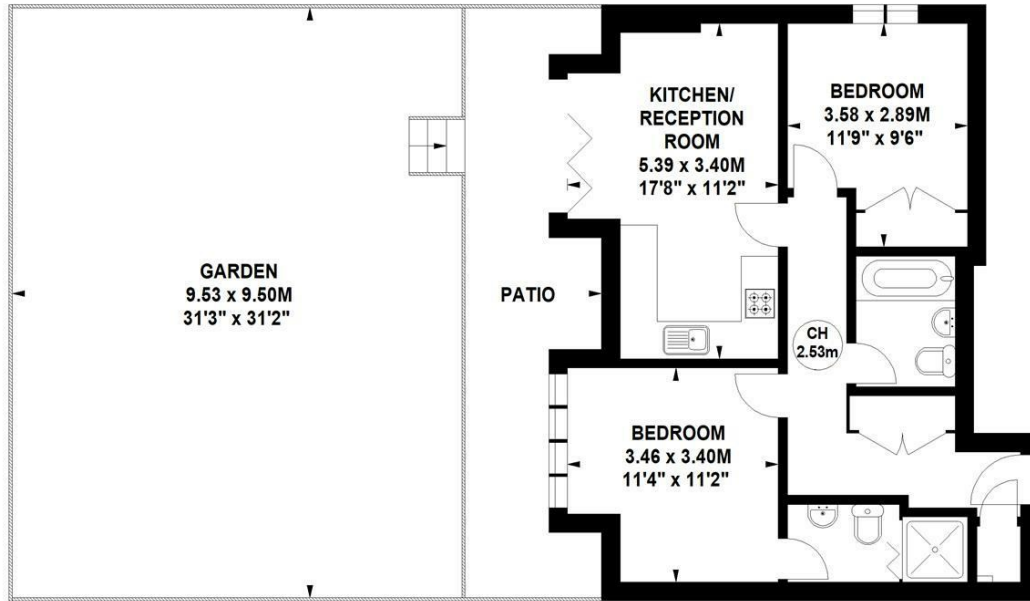 KITCHEN/
RECEPTION
ROOM
5.39 x 3.40M
17'8" x 11'2"
BEDROOM
3.58 x 2.89M
11'9" x 9'6"
GARDEN
9.53 x 9.50M
31'3" x 31'2"
PATIO
CH
2.53m
BEDROOM
3.46 x 3.40M
11'4" x 11'2"